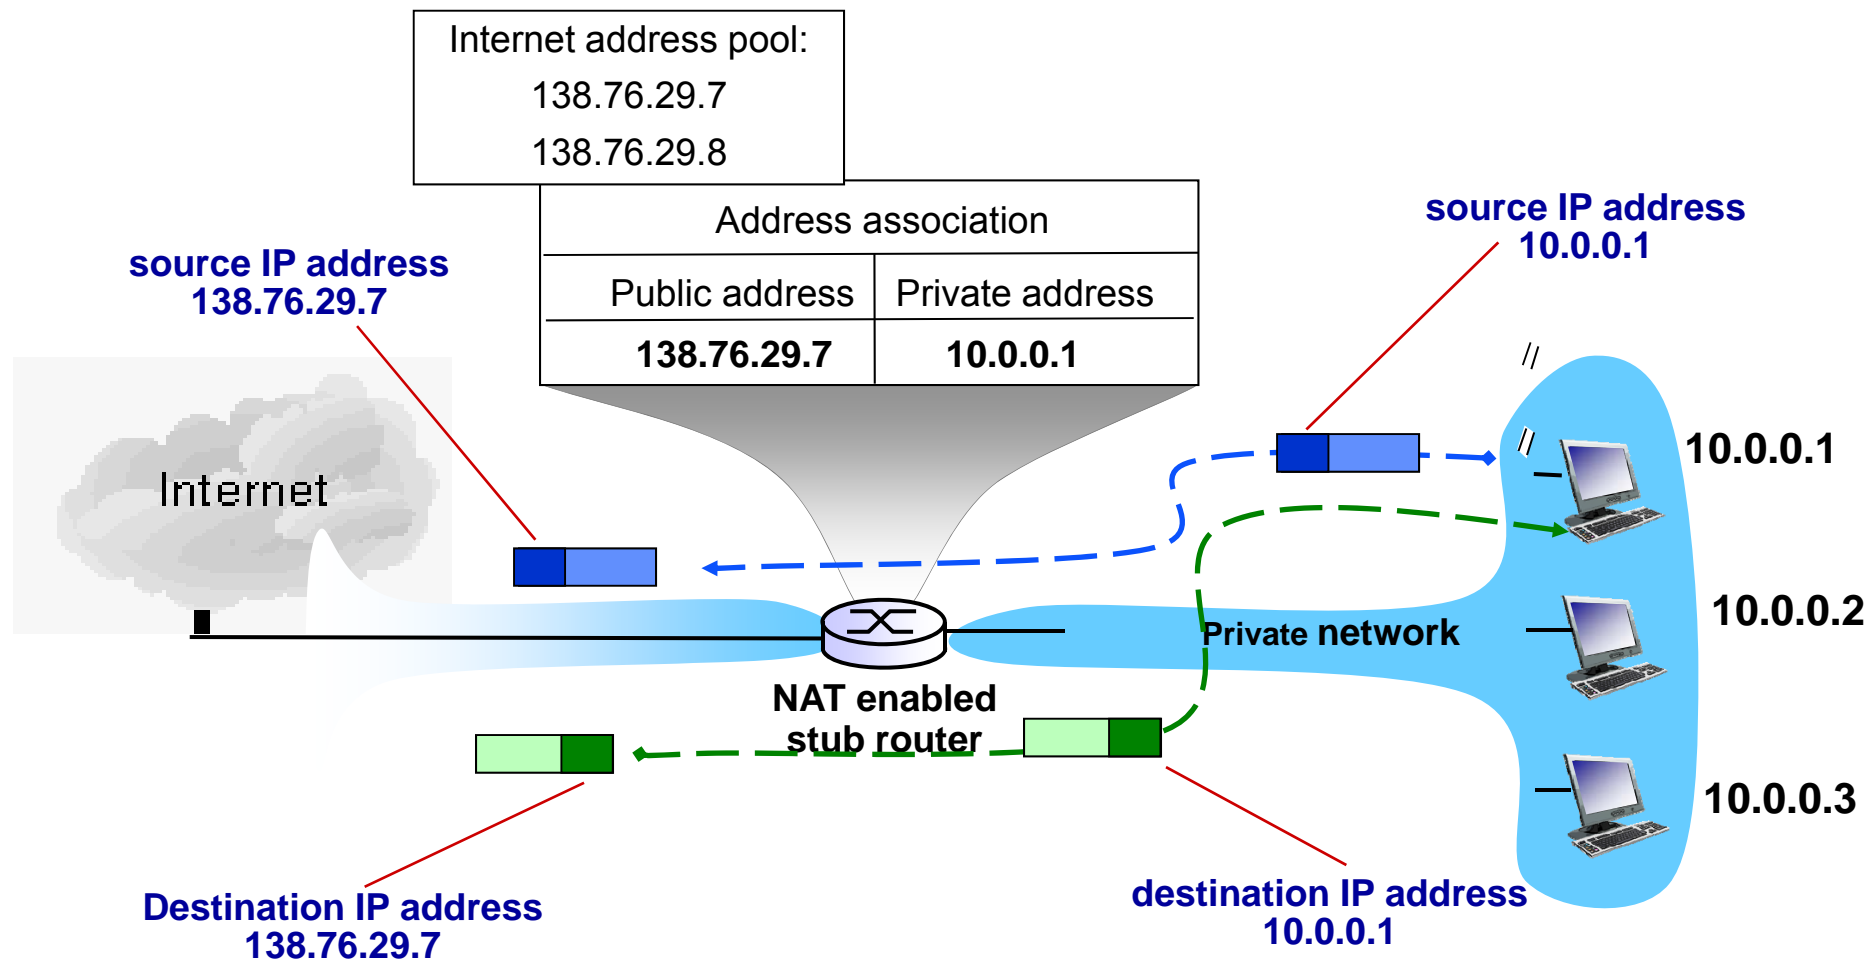 Internet address pool:
138.76.29.7
138.76.29.8
Address association
Public address Private address
138.76.29.7 10.0.0.1
source IP address
138.76.29.7
source IP address
10.0.0.1
Internet
10.0.0.1
10.0.0.2
10.0.0.3
Private network
NAT enabled
stub router
Destination IP address
138.76.29.7
destination IP address
10.0.0.1